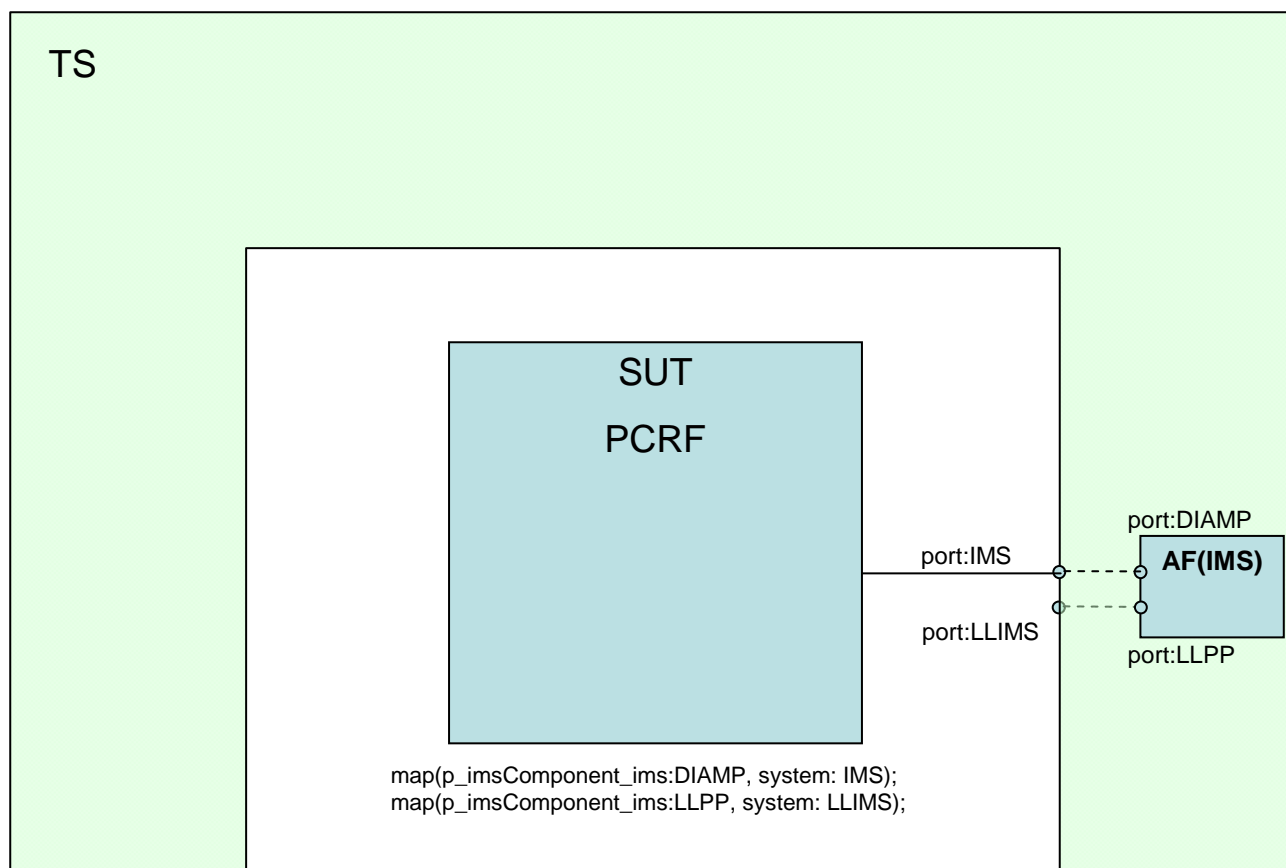 TS
SUT
PCRF
port:DIAMP
port:IMS
AF(IMS)
port:LLIMS
port:LLPP
map(p_imsComponent_ims:DIAMP, system: IMS);
map(p_imsComponent_ims:LLPP, system: LLIMS);